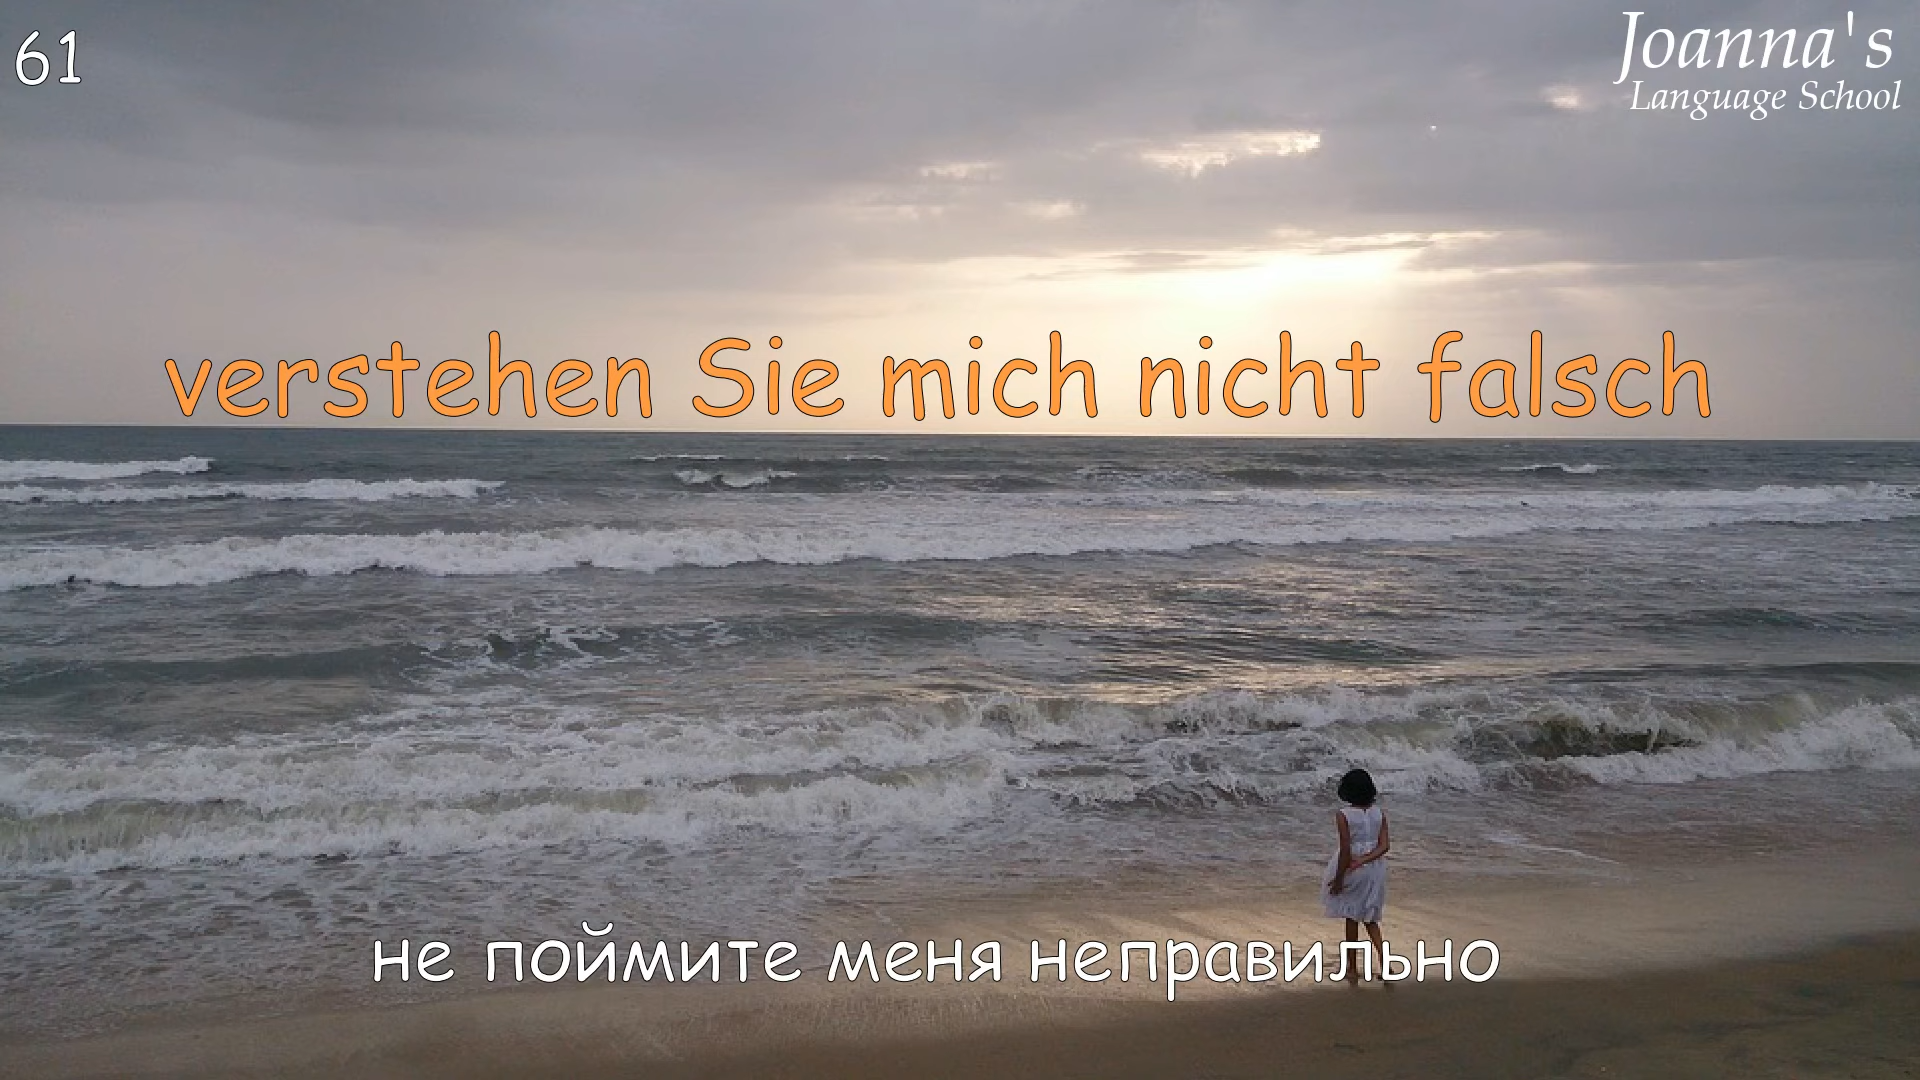 61
Joanna's
Language School
verstehen Sie mich nicht falsch
не поймите меня неправильно